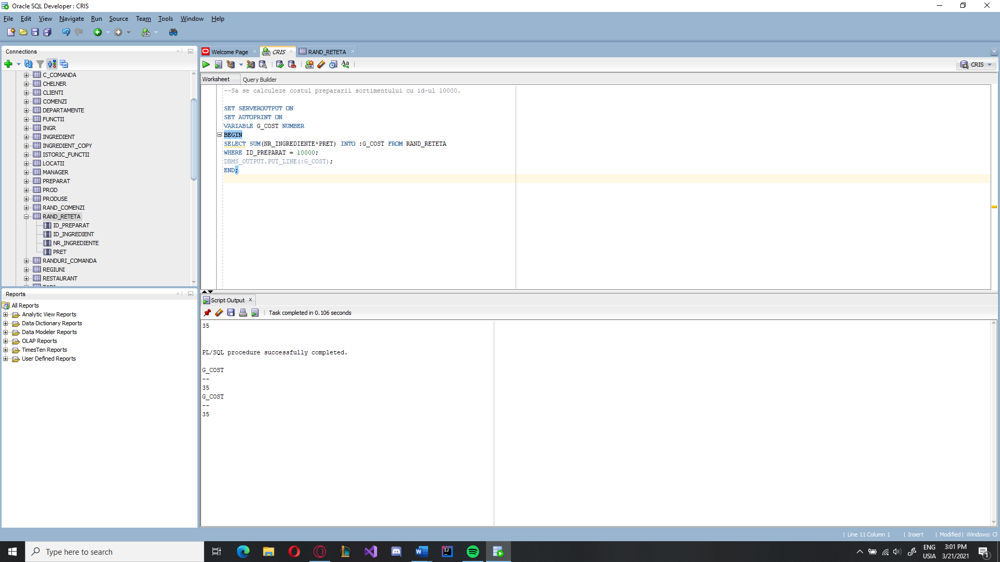 Oracle SQL Developer : CRIS
File Edit View Navigate Run Source Team Tools Window Help
Connections
C_COMANDA
CHELNER
CLIENTI
COMENZI
DEPARTAMENTE
FUNCTII
INGR
INGREDIENT
INGREDIENT_COPY
ISTORIC_FUNCTII
LOCATII
MANAGER
PREPARAT
PROD
PRODUSE
RAND_COMENZI
RAND_RETETA
ID_PREPARAT
ID_INGREDIENT
NR_INGREDIENTE
PRET
RANDURI_COMANDA
REGIUNI
RESTAURANT
Reports
All Reports
Analytic View Reports
Data Dictionary Reports
Data Modeler Reports
OLAP Reports
TimesTen Reports
User Defined Reports
Welcome Page CRIS RAND_RETETA
CRIS
Worksheet Query Builder
--Sa se calculeze costul prepararii sortimentului cu id-ul 10000.
SET SERVEROUTPUT ON
SET AUTOPRINT ON
VARIABLE G_COST NUMBER
BEGIN
SELECT SUM(NR_INGREDIENTE*PRET) INTO :G_COST FROM RAND_RETETA
WHERE ID_PREPARAT = 10000;
DBMS_OUTPUT.PUT_LINE(:G_COST);
END;
Script Output
Task completed in 0.106 seconds
35
PL/SQL procedure successfully completed.
G_COST
--
35
G_COST
--
35
Line 11 Column 1 | Insert | Modified | Windows:
Type here to search
ENG
USIA
3:01 PM
3/21/2021
1